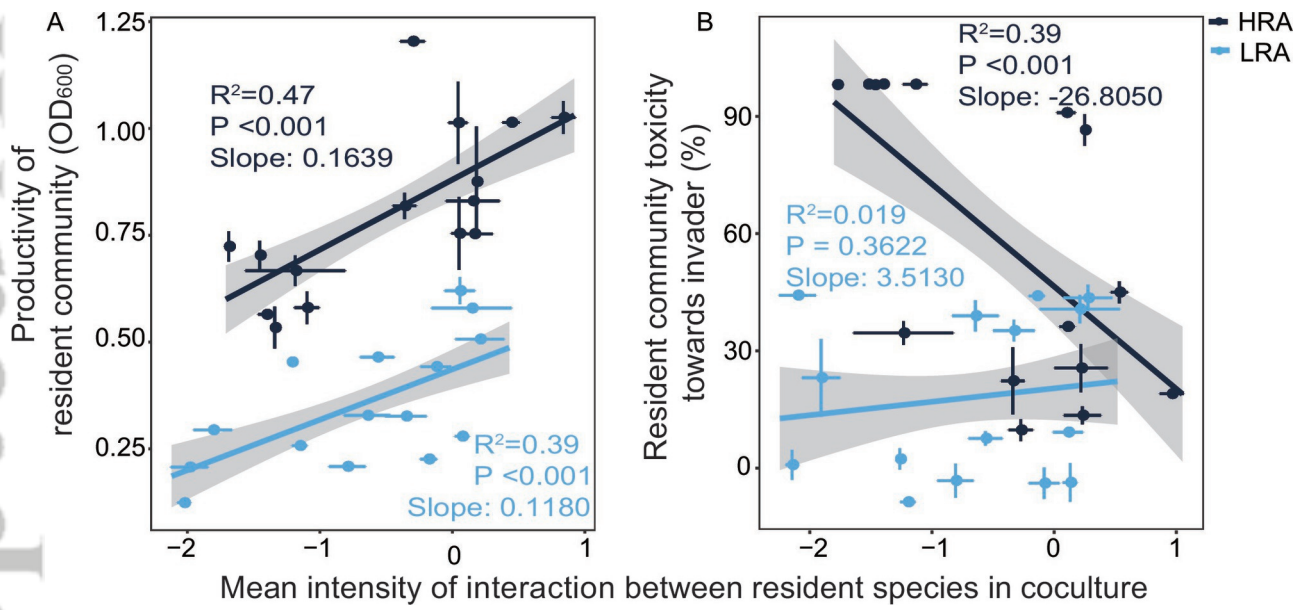 A
Productivity of
resident community (OD600)
1.25
1.00
0.75
0.50
0.25
R²=0.47
P <0.001
Slope: 0.1639
R²=0.39
P <0.001
Slope: 0.1180
−2
−1
0
1
B
HRA
LRA
Resident community toxicity
towards invader (%)
90
60
30
0
R²=0.39
P <0.001
Slope: -26.8050
R²=0.019
P = 0.3622
Slope: 3.5130
−2
−1
0
1
Mean intensity of interaction between resident species in coculture